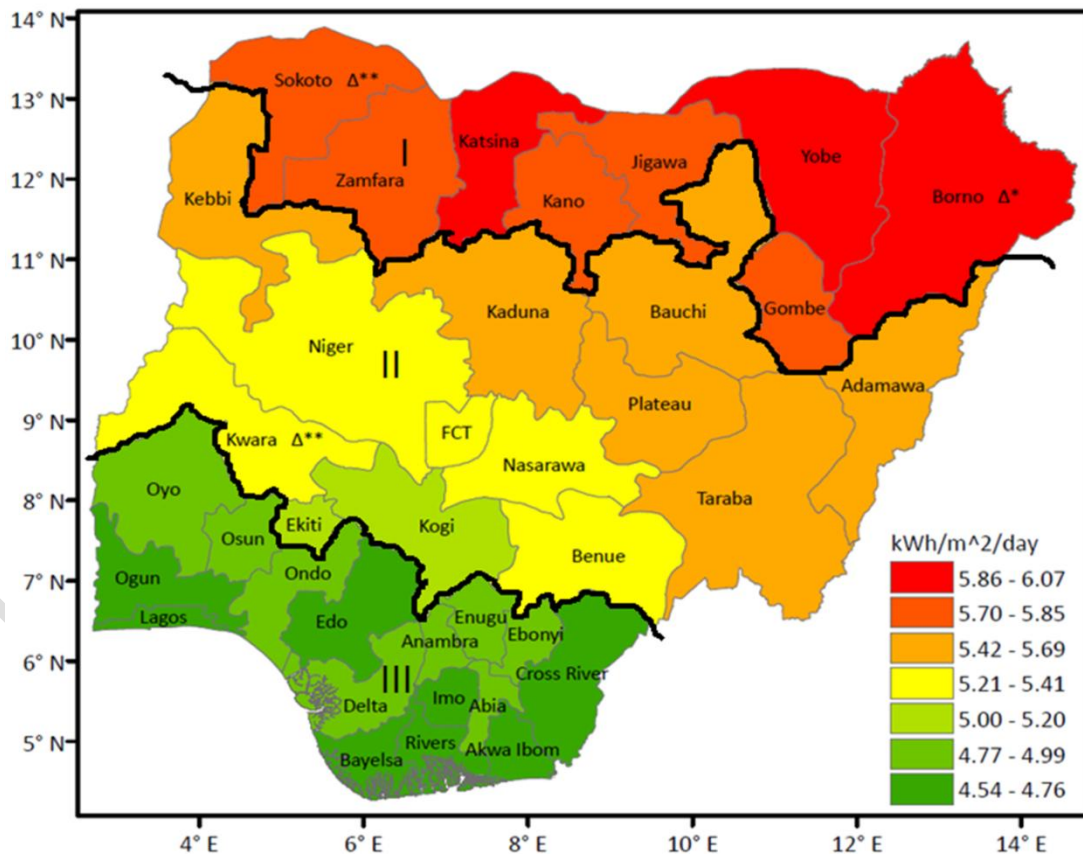 14° N
13° N
12° N
11° N
10° N
9° N
8° N
7° N
6° N
5° N
4° E
6° E
8° E
10° E
12° E
14° E
Sokoto Δ**
I
Katsina
Zamfara
Kebbi
Kano
Jigawa
Yobe
Borno Δ*
Kaduna
Bauchi
Gombe
Niger
II
Adamawa
Plateau
FCT
Kwara Δ**
Nasarawa
Taraba
Oyo
Ekiti
Kogi
Osun
Benue
Ogun
Ondo
Lagos
Edo
Enugu
Anambra
Ebonyi
III
Cross River
Delta
Imo
Abia
Rivers
Akwa Ibom
Bayelsa
kWh/m^2/day
5.86 - 6.07
5.70 - 5.85
5.42 - 5.69
5.21 - 5.41
5.00 - 5.20
4.77 - 4.99
4.54 - 4.76